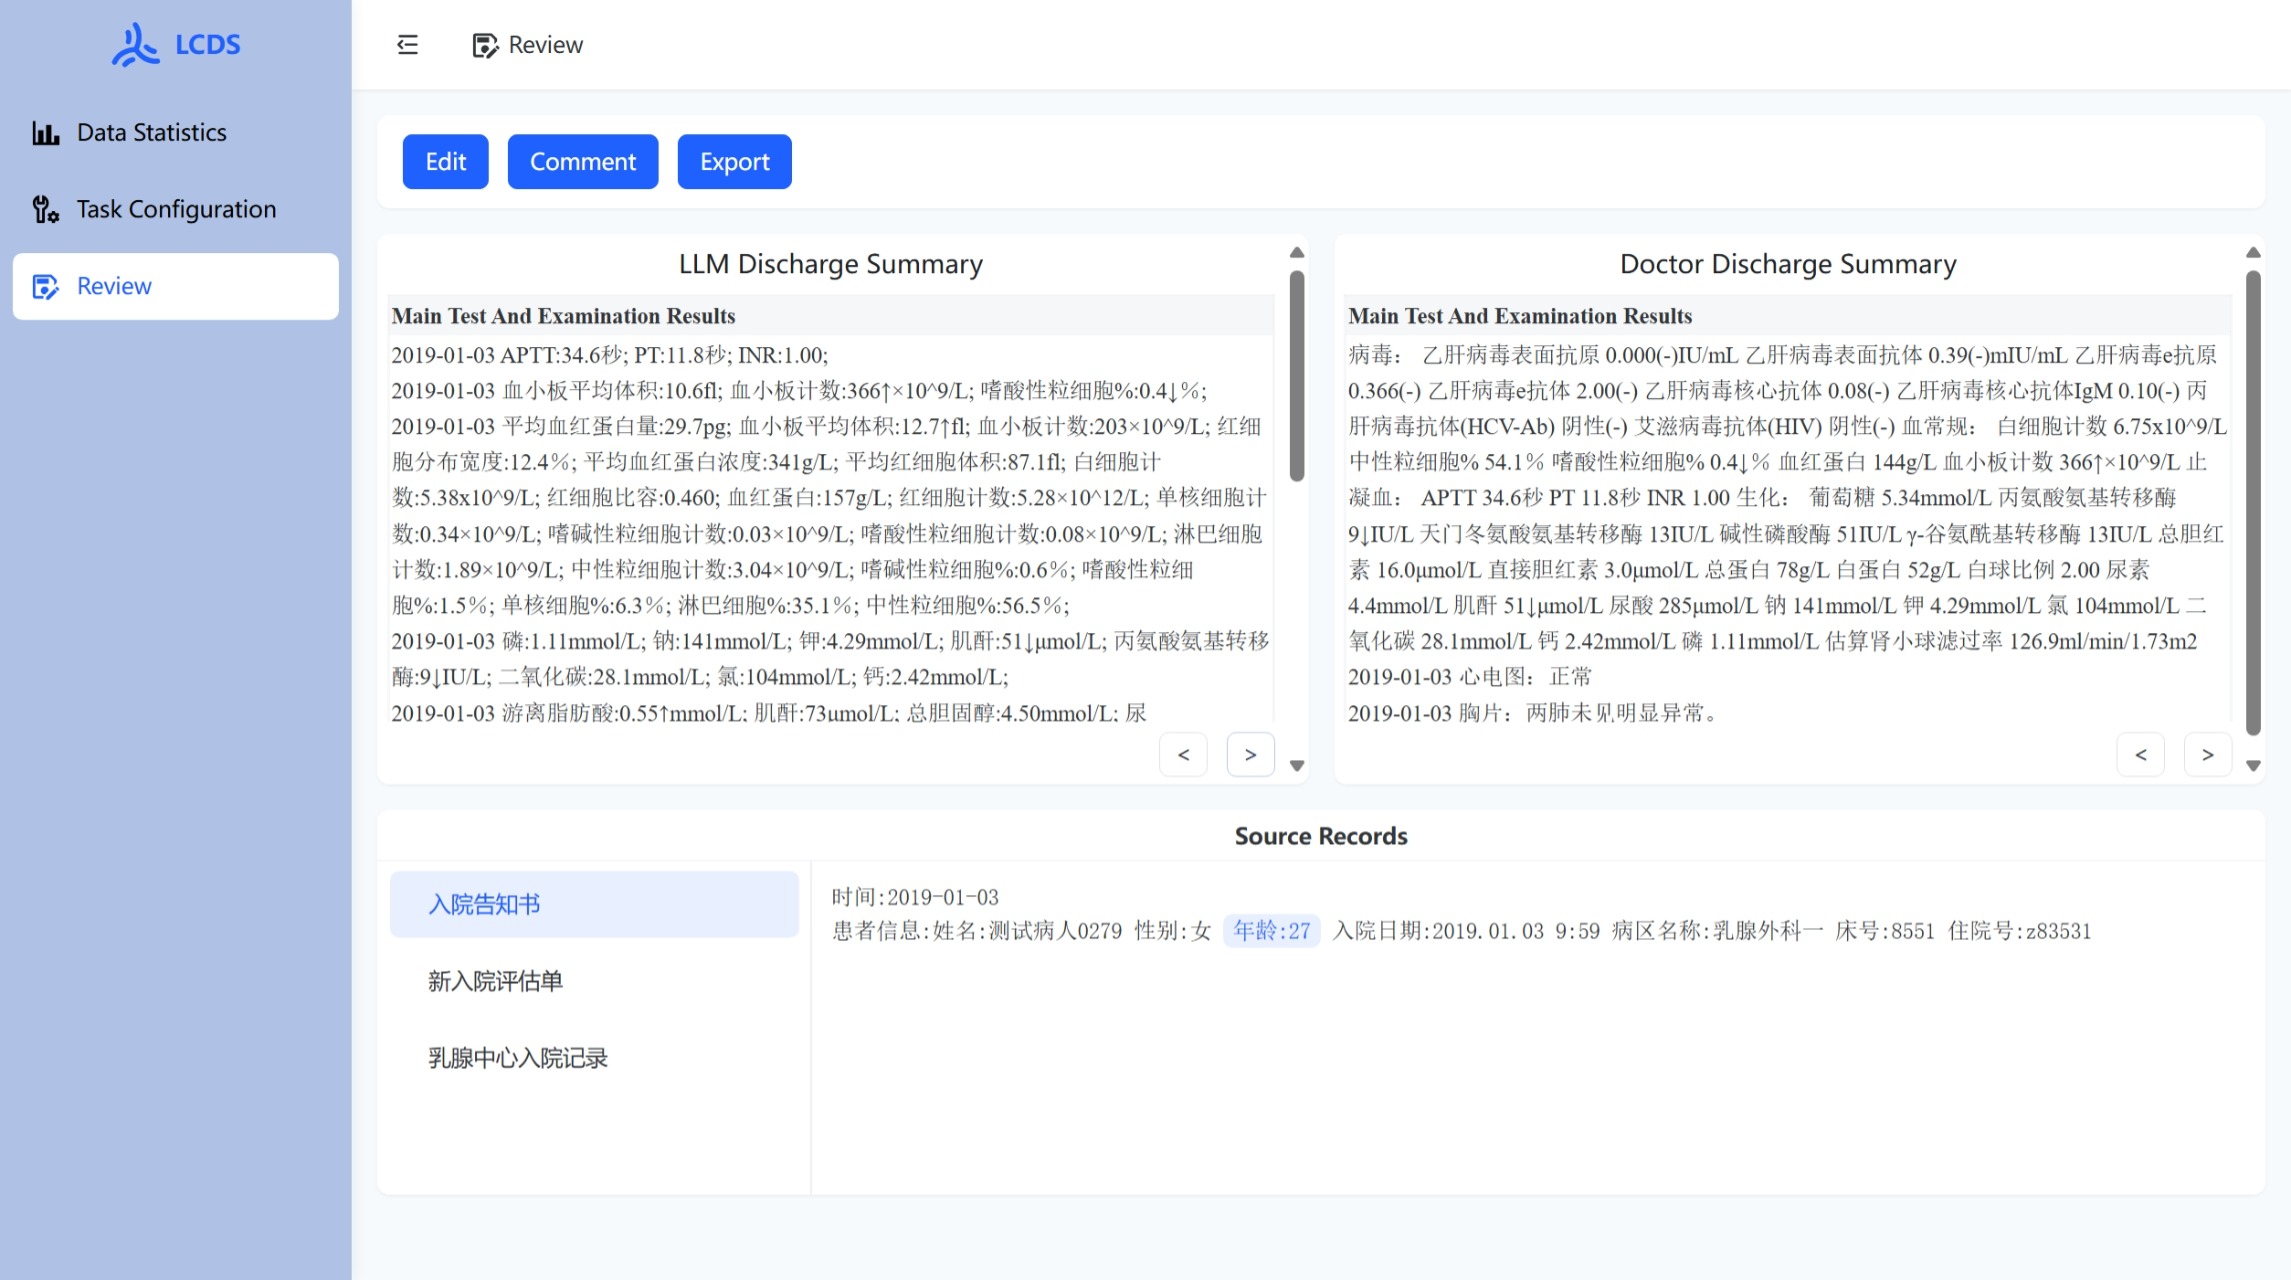 LCDS
Review
Data Statistics
Task Configuration
Review
Edit
Comment
Export
LLM Discharge Summary
Main Test And Examination Results
2019-01-03 APTT:34.6秒; PT:11.8秒; INR:1.00;
2019-01-03 血小板平均体积:10.6fl; 血小板计数:366↑×10^9/L; 嗜酸性粒细胞%:0.4↓%;
2019-01-03 平均血红蛋白量:29.7pg; 血小板平均体积:12.7↑fl; 血小板计数:203×10^9/L; 红细
胞分布宽度:12.4%; 平均血红蛋白浓度:341g/L; 平均红细胞体积:87.1fl; 白细胞计
数:5.38x10^9/L; 红细胞比容:0.460; 血红蛋白:157g/L; 红细胞计数:5.28×10^12/L; 单核细胞计
数:0.34×10^9/L; 嗜碱性粒细胞计数:0.03×10^9/L; 嗜酸性粒细胞计数:0.08×10^9/L; 淋巴细胞
计数:1.89×10^9/L; 中性粒细胞计数:3.04×10^9/L; 嗜碱性粒细胞%:0.6%; 嗜酸性粒细
胞%:1.5%; 单核细胞%:6.3%; 淋巴细胞%:35.1%; 中性粒细胞%:56.5%;
2019-01-03 磷:1.11mmol/L; 钠:141mmol/L; 钾:4.29mmol/L; 肌酐:51↓μmol/L; 丙氨酸氨基转移
酶:9↓IU/L; 二氧化碳:28.1mmol/L; 氯:104mmol/L; 钙:2.42mmol/L;
2019-01-03 游离脂肪酸:0.55↑mmol/L; 肌酐:73μmol/L; 总胆固醇:4.50mmol/L; 尿
< >
Doctor Discharge Summary
Main Test And Examination Results
病毒： 乙肝病毒表面抗原 0.000(-)IU/mL 乙肝病毒表面抗体 0.39(-)mIU/mL 乙肝病毒e抗原
0.366(-) 乙肝病毒e抗体 2.00(-) 乙肝病毒核心抗体 0.08(-) 乙肝病毒核心抗体IgM 0.10(-) 丙
肝病毒抗体(HCV-Ab) 阴性(-) 艾滋病毒抗体(HIV) 阴性(-) 血常规： 白细胞计数 6.75x10^9/L
中性粒细胞% 54.1% 嗜酸性粒细胞% 0.4↓% 血红蛋白 144g/L 血小板计数 366↑×10^9/L 止
凝血： APTT 34.6秒 PT 11.8秒 INR 1.00 生化： 葡萄糖 5.34mmol/L 丙氨酸氨基转移酶
9↓IU/L 天门冬氨酸氨基转移酶 13IU/L 碱性磷酸酶 51IU/L γ-谷氨酰基转移酶 13IU/L 总胆红
素 16.0μmol/L 直接胆红素 3.0μmol/L 总蛋白 78g/L 白蛋白 52g/L 白球比例 2.00 尿素
4.4mmol/L 肌酐 51↓μmol/L 尿酸 285μmol/L 钠 141mmol/L 钾 4.29mmol/L 氯 104mmol/L 二
氧化碳 28.1mmol/L 钙 2.42mmol/L 磷 1.11mmol/L 估算肾小球滤过率 126.9ml/min/1.73m2
2019-01-03 心电图：正常
2019-01-03 胸片：两肺未见明显异常。
< >
Source Records
入院告知书
新入院评估单
乳腺中心入院记录
时间:2019-01-03
患者信息:姓名:测试病人0279 性别:女 年龄:27 入院日期:2019.01.03 9:59 病区名称:乳腺外科一 床号:8551 住院号:z83531